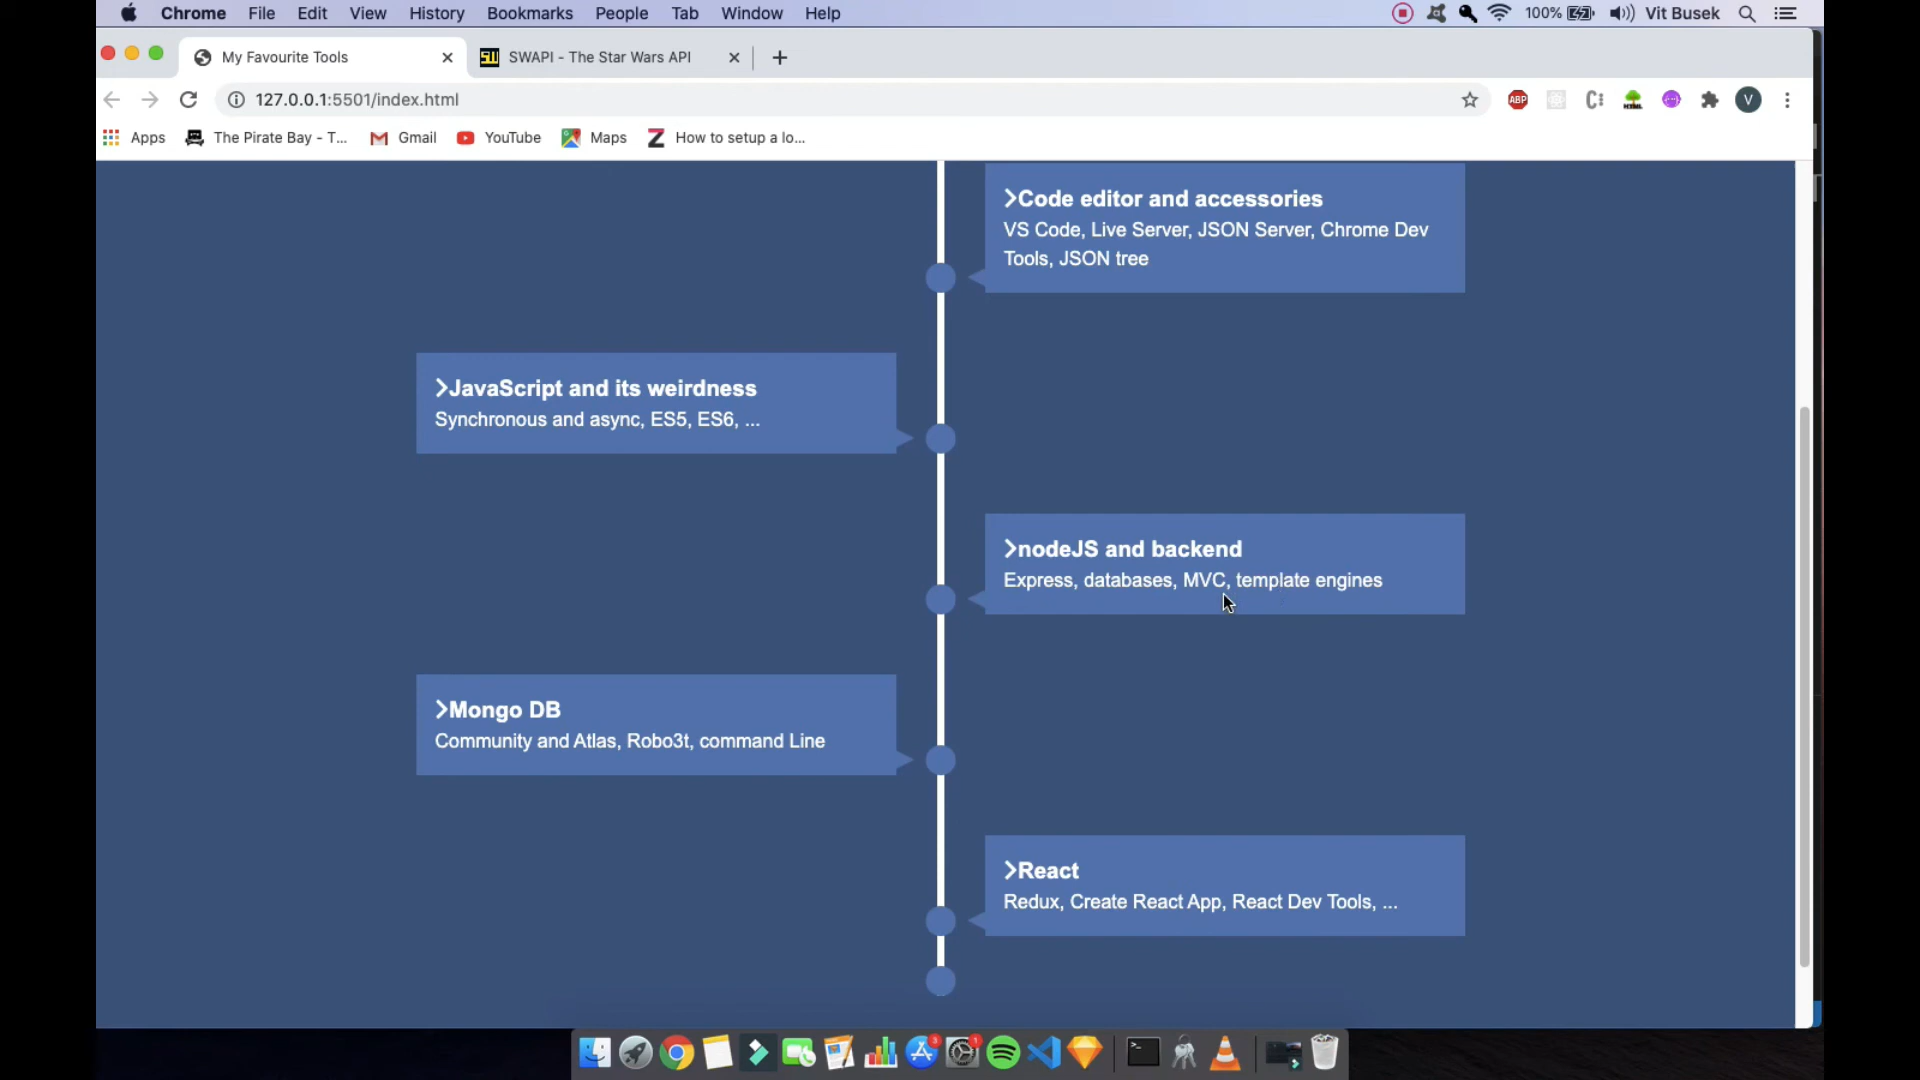 Chrome File Edit View History Bookmarks People Tab Window Help
100%
Vit Busek
My Favourite Tools
SWAPI - The Star Wars API
127.0.0.1:5501/index.html
ABP
V
Apps
The Pirate Bay - T...
Gmail
YouTube
Maps
How to setup a lo...
Code editor and accessories
VS Code, Live Server, JSON Server, Chrome Dev
Tools, JSON tree
JavaScript and its weirdness
Synchronous and async, ES5, ES6, ...
nodeJS and backend
Express, databases, MVC, template engines
Mongo DB
Community and Atlas, Robo3t, command Line
React
Redux, Create React App, React Dev Tools, ...
3
1